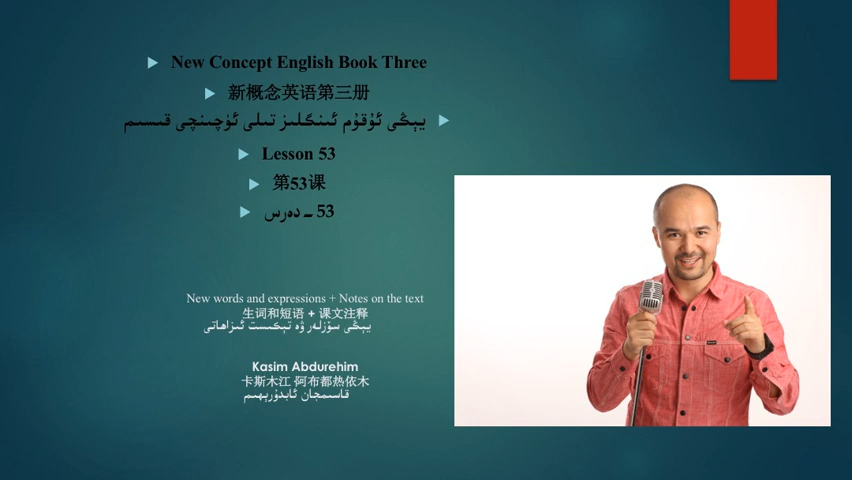 New Concept English Book Three
新概念英语第三册
يېڭى ئۇقۇم ئىنگلىز تىلى ئۈچىنچى قىسىم
Lesson 53
第53课
53 ـ دەرس
New words and expressions + Notes on the text
生词和短语 + 课文注释
يېڭى سۆزلەر ۋە تېكىست ئىزاھاتى
Kasim Abdurehim
卡斯木江 阿布都热依木
قاسىمجان ئابدۇرېھىم